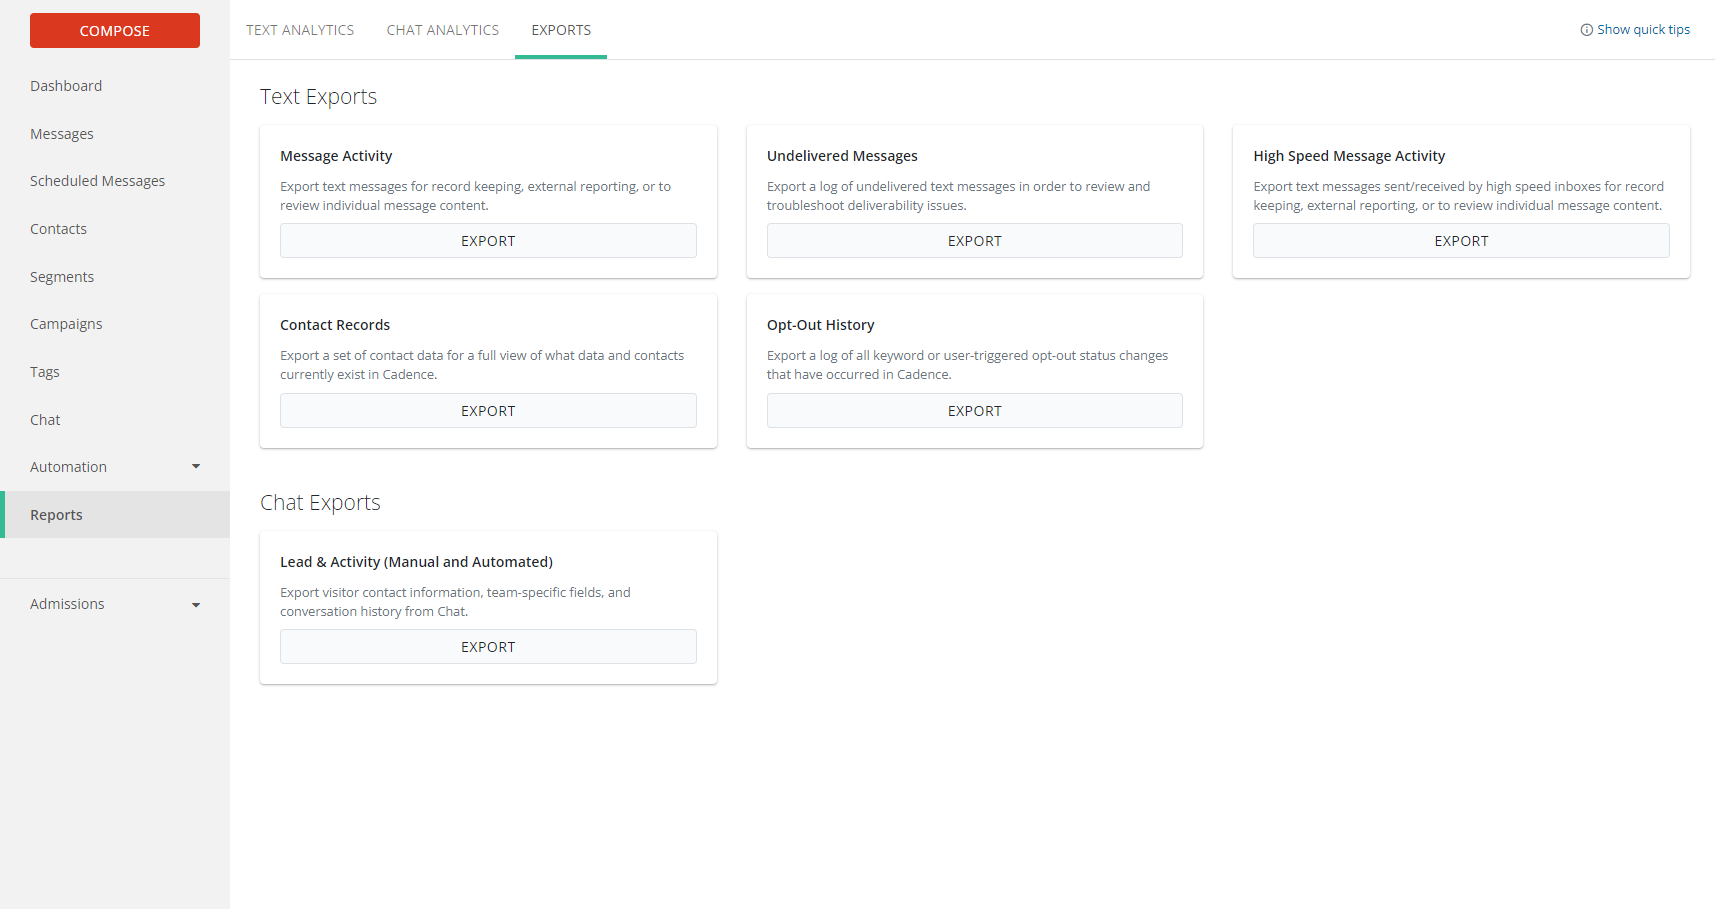 COMPOSE
Dashboard
Messages
Scheduled Messages
Contacts
Segments
Campaigns
Tags
Chat
Automation
Reports
Admissions
TEXT ANALYTICS
CHAT ANALYTICS
EXPORTS
Show quick tips
Text Exports
Message Activity
Export text messages for record keeping, external reporting, or to
review individual message content.
EXPORT
Undelivered Messages
Export a log of undelivered text messages in order to review and
troubleshoot deliverability issues.
EXPORT
High Speed Message Activity
Export text messages sent/received by high speed inboxes for record
keeping, external reporting, or to review individual message content.
EXPORT
Contact Records
Export a set of contact data for a full view of what data and contacts
currently exist in Cadence.
EXPORT
Opt-Out History
Export a log of all keyword or user-triggered opt-out status changes
that have occurred in Cadence.
EXPORT
Chat Exports
Lead & Activity (Manual and Automated)
Export visitor contact information, team-specific fields, and
conversation history from Chat.
EXPORT